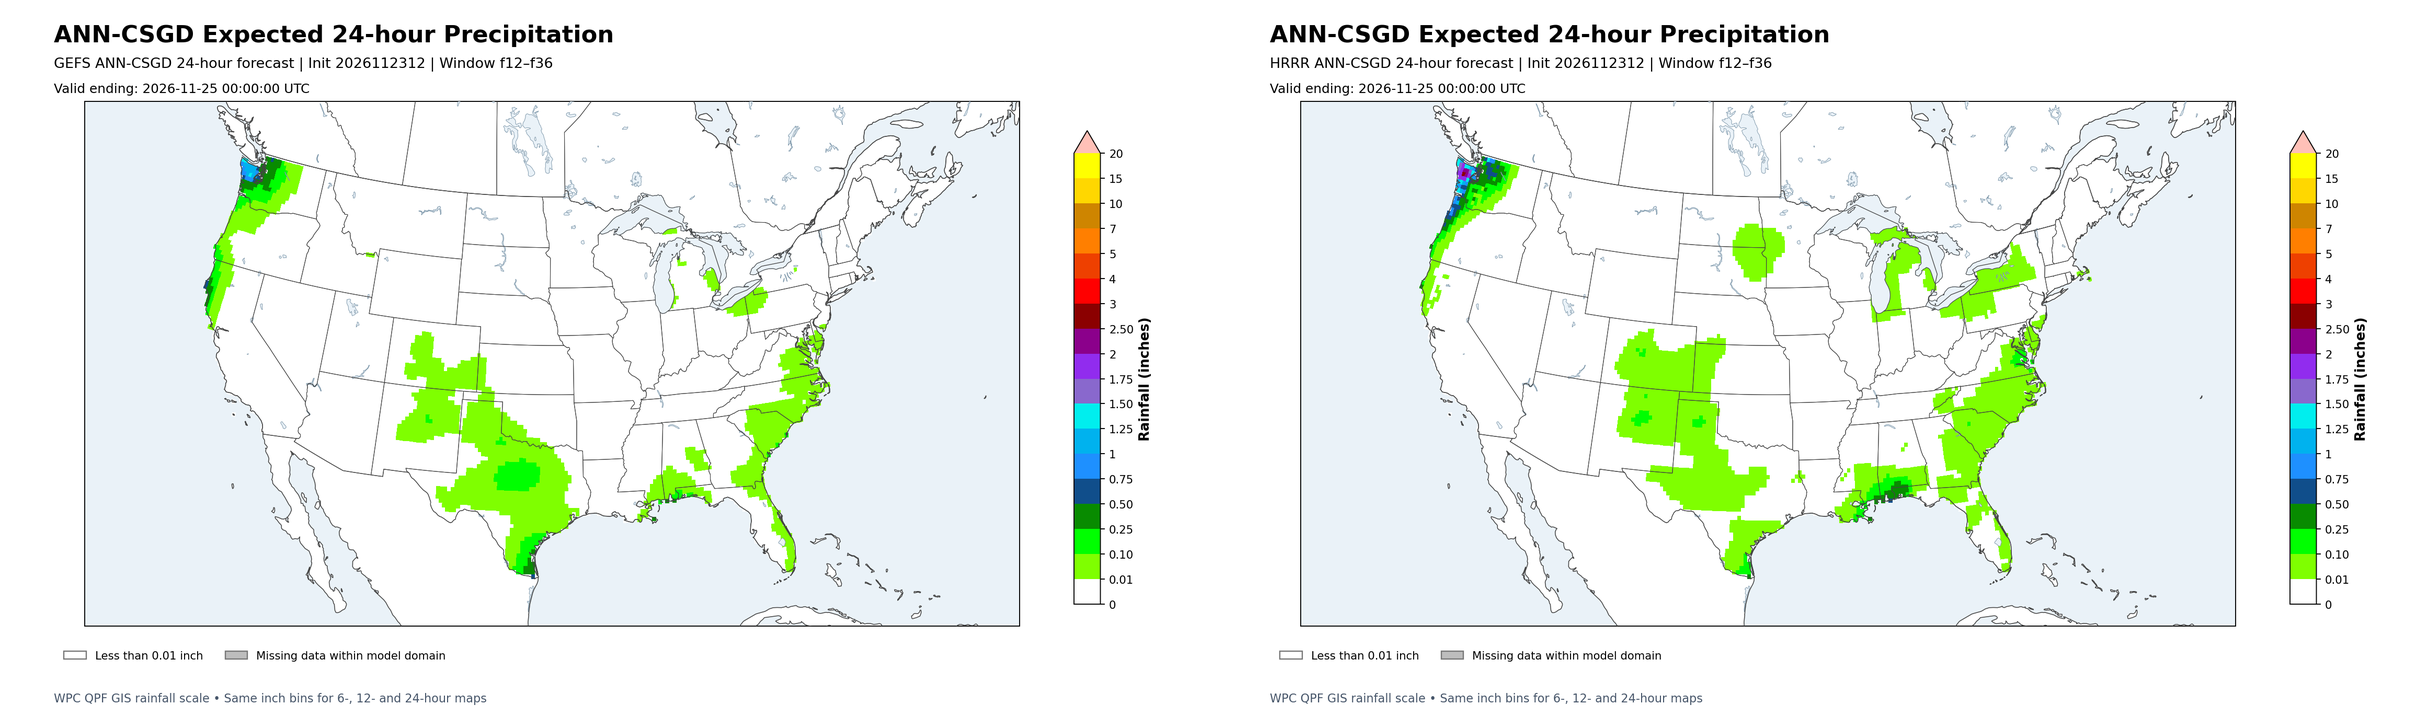 ANN-CSGD Expected 24-hour Precipitation
GEFS ANN-CSGD 24-hour forecast | Init 2026112312 | Window f12–f36
Valid ending: 2026-11-25 00:00:00 UTC
20
15
10
7
5
4
3
2.50
2
1.75
1.50
1.25
1
0.75
0.50
0.25
0.10
0.01
0
Rainfall (inches)
Less than 0.01 inch
Missing data within model domain
WPC QPF GIS rainfall scale • Same inch bins for 6-, 12- and 24-hour maps
ANN-CSGD Expected 24-hour Precipitation
HRRR ANN-CSGD 24-hour forecast | Init 2026112312 | Window f12–f36
Valid ending: 2026-11-25 00:00:00 UTC
20
15
10
7
5
4
3
2.50
2
1.75
1.50
1.25
1
0.75
0.50
0.25
0.10
0.01
0
Rainfall (inches)
Less than 0.01 inch
Missing data within model domain
WPC QPF GIS rainfall scale • Same inch bins for 6-, 12- and 24-hour maps